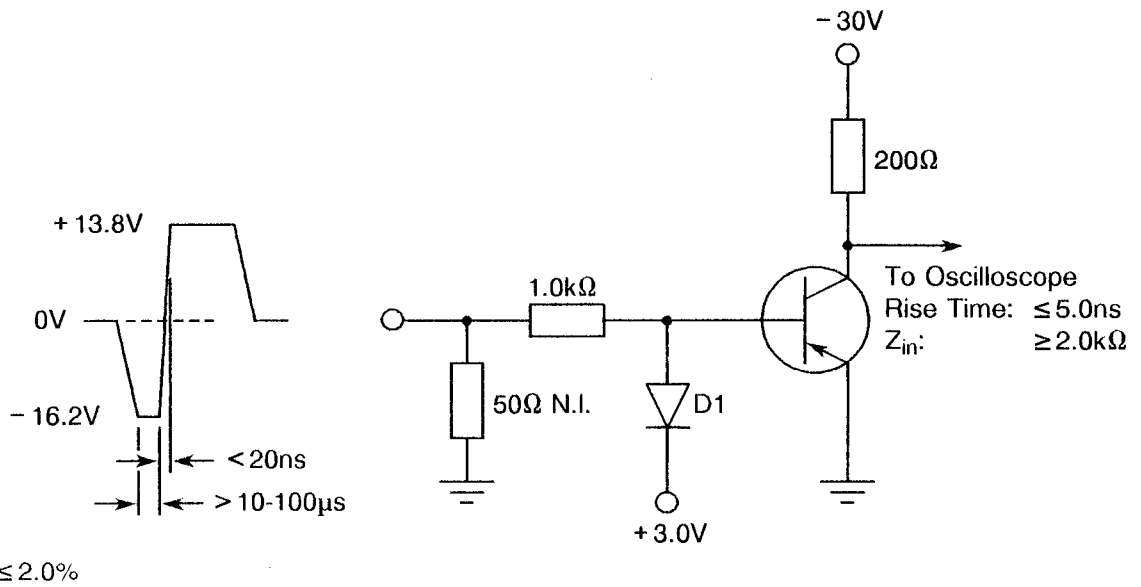 − 30V
200Ω
+ 13.8V
To Oscilloscope
1.0kΩ
Rise Time: ≤ 5.0ns
0V
Zin: ≥ 2.0kΩ
50Ω N.I.
D1
− 16.2V
< 20ns
> 10-100µs
+ 3.0V
≤ 2.0%